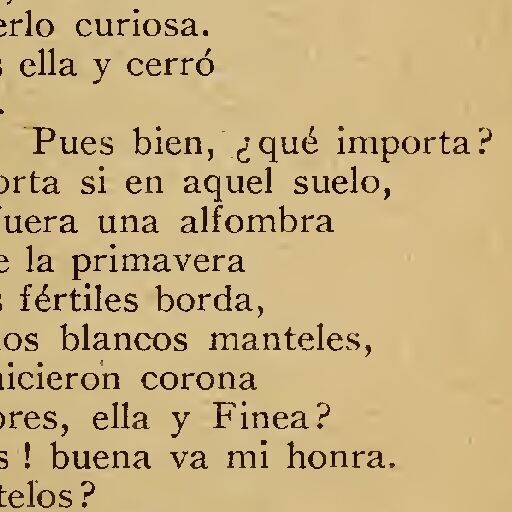 erlo curiosa.
s ella y cerró
.
Pues bien, ¿qué importa?
orta si en aquel suelo,
fuera una alfombra
e la primavera
s fértiles borda,
los blancos manteles,
hicieron corona
ores, ella y Finea?
s! buena va mi honra.
telos?